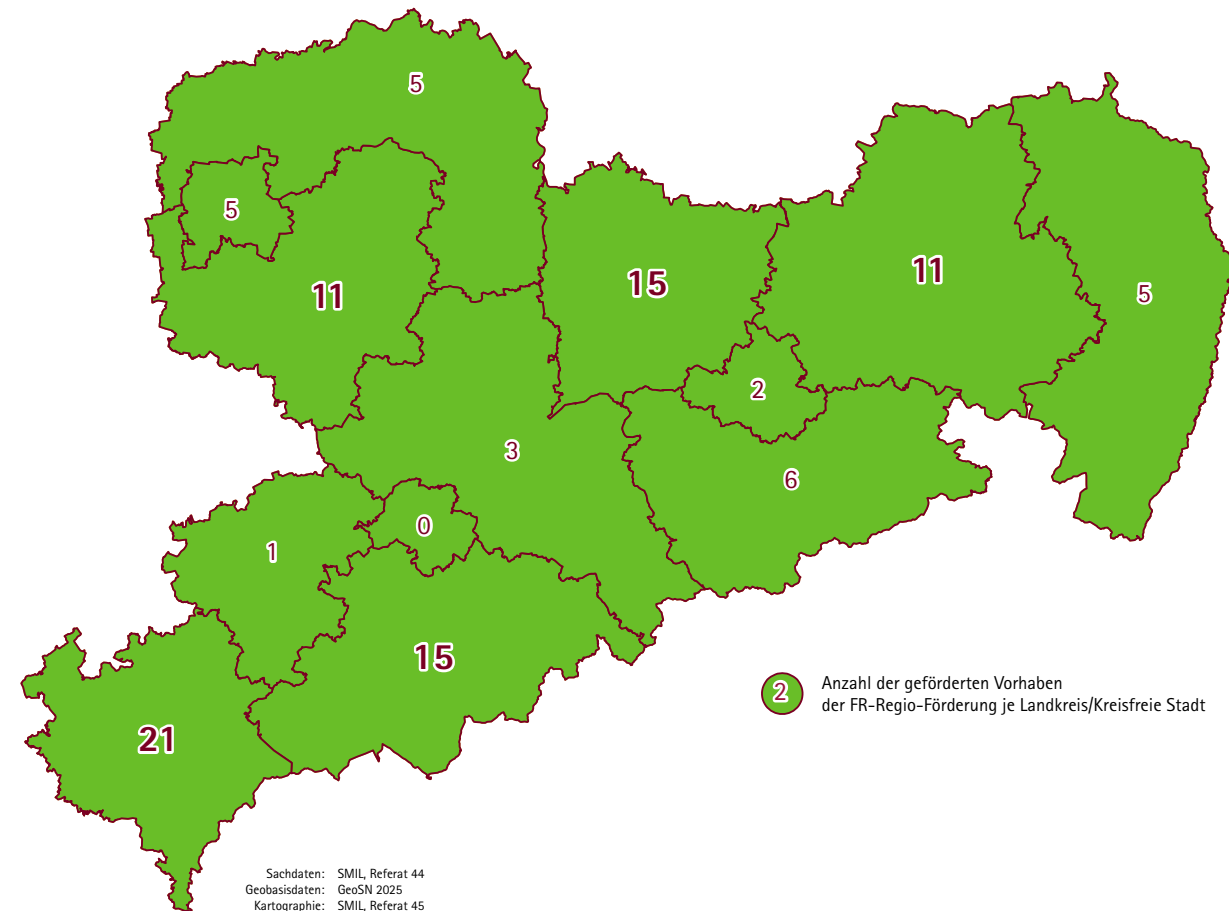 5
5
11
15
11
5
2
3
6
0
1
15
21
2 Anzahl der geförderten Vorhaben
der FR-Regio-Förderung je Landkreis/Kreisfreie Stadt
Sachdaten: SMIL, Referat 44
Geobasisdaten: GeoSN 2025
Kartographie: SMIL, Referat 45